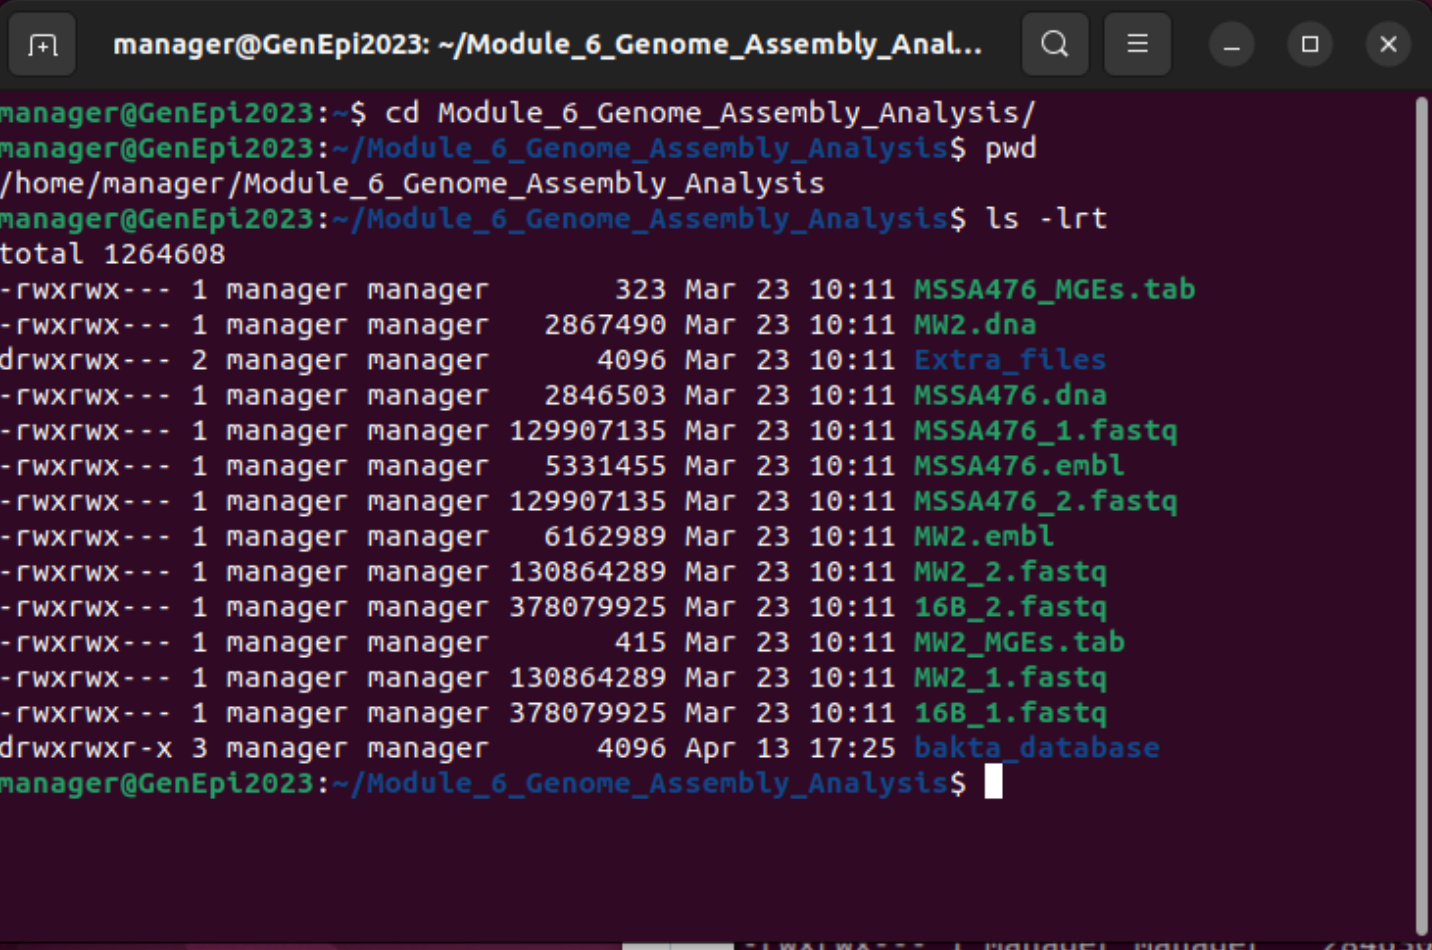 manager@GenEpi2023: ~/Module_6_Genome_Assembly_Anal...
manager@GenEpi2023:~$ cd Module_6_Genome_Assembly_Analysis/
manager@GenEpi2023:~/Module_6_Genome_Assembly_Analysis$ pwd
/home/manager/Module_6_Genome_Assembly_Analysis
manager@GenEpi2023:~/Module_6_Genome_Assembly_Analysis$ ls -lrt
total 1264608
-rwxrwx--- 1 manager manager       323 Mar 23 10:11 MSSA476_MGEs.tab
-rwxrwx--- 1 manager manager   2867490 Mar 23 10:11 MW2.dna
drwxrwx--- 2 manager manager      4096 Mar 23 10:11 Extra_files
-rwxrwx--- 1 manager manager   2846503 Mar 23 10:11 MSSA476.dna
-rwxrwx--- 1 manager manager 129907135 Mar 23 10:11 MSSA476_1.fastq
-rwxrwx--- 1 manager manager   5331455 Mar 23 10:11 MSSA476.embl
-rwxrwx--- 1 manager manager 129907135 Mar 23 10:11 MSSA476_2.fastq
-rwxrwx--- 1 manager manager   6162989 Mar 23 10:11 MW2.embl
-rwxrwx--- 1 manager manager 130864289 Mar 23 10:11 MW2_2.fastq
-rwxrwx--- 1 manager manager 378079925 Mar 23 10:11 16B_2.fastq
-rwxrwx--- 1 manager manager       415 Mar 23 10:11 MW2_MGEs.tab
-rwxrwx--- 1 manager manager 130864289 Mar 23 10:11 MW2_1.fastq
-rwxrwx--- 1 manager manager 378079925 Mar 23 10:11 16B_1.fastq
drwxrwxr-x 3 manager manager      4096 Apr 13 17:25 bakta_database
manager@GenEpi2023:~/Module_6_Genome_Assembly_Analysis$